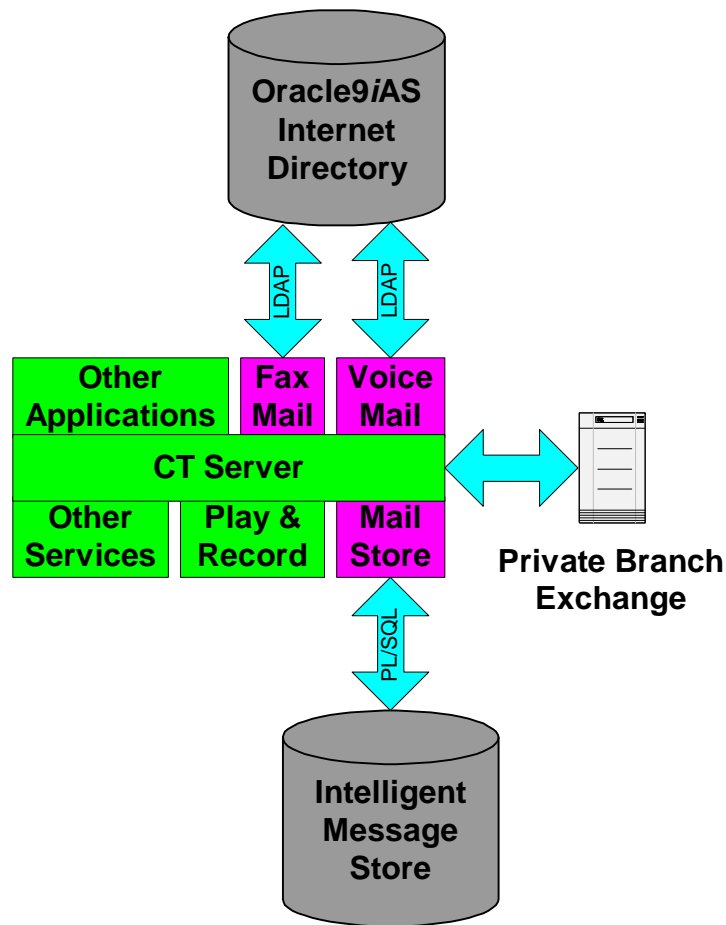 Oracle9iAS
Internet
Directory
LDAP
LDAP
Other
Applications
Fax
Mail
Voice
Mail
CT Server
Other
Services
Play &
Record
Mail
Store
Private Branch
Exchange
PL/SQL
Intelligent
Message
Store